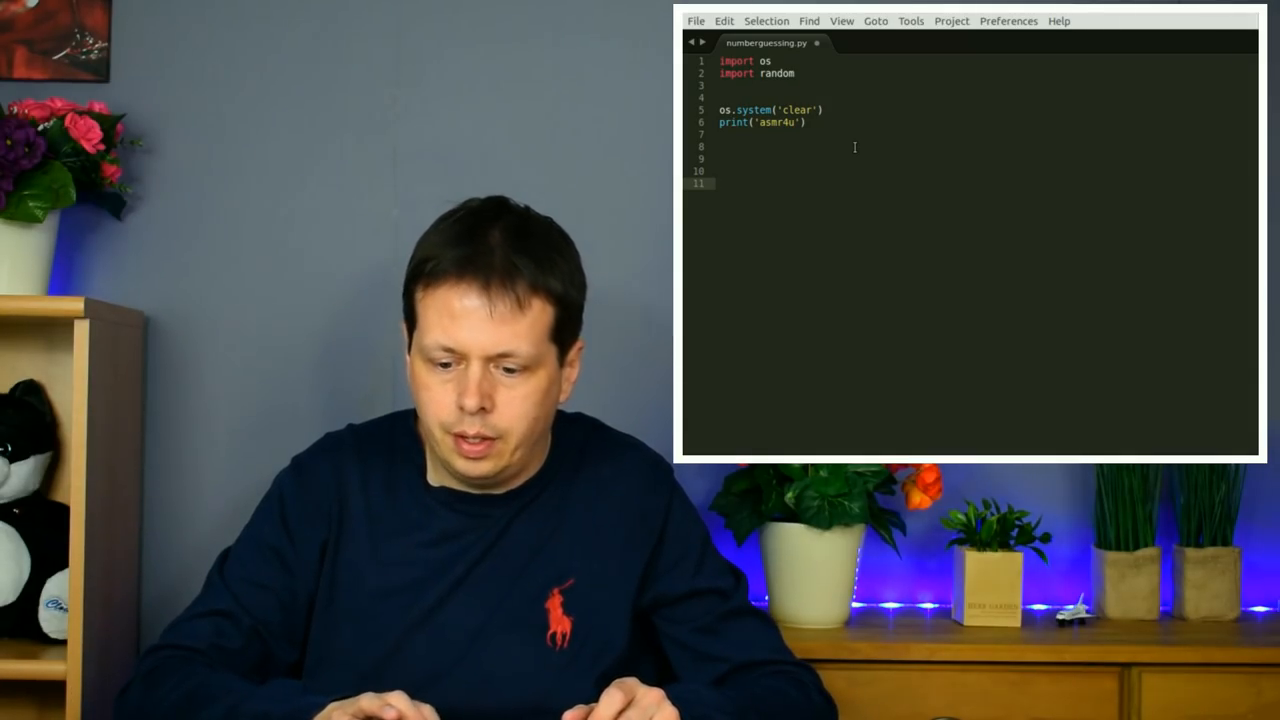 File Edit Selection Find View Goto Tools Project Preferences Help
numberguessing.py
1 import os
2 import random
3
4
5 os.system('clear')
6 print('asmr4u')
7
8
9
10
11